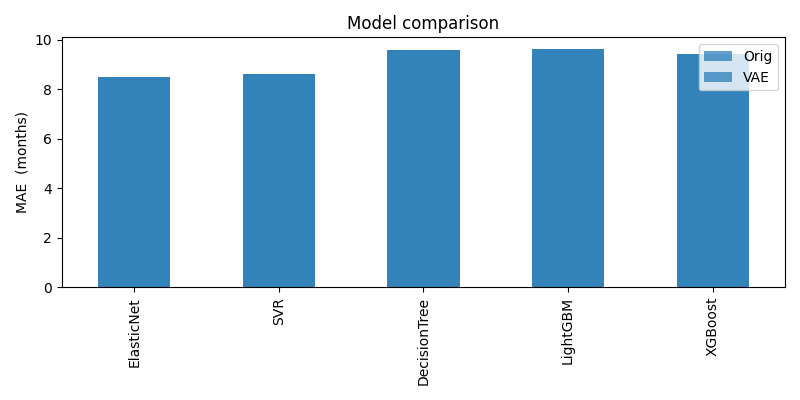 Model comparison
MAE  (months)
10
8
6
4
2
0
Orig
VAE
ElasticNet
SVR
DecisionTree
LightGBM
XGBoost